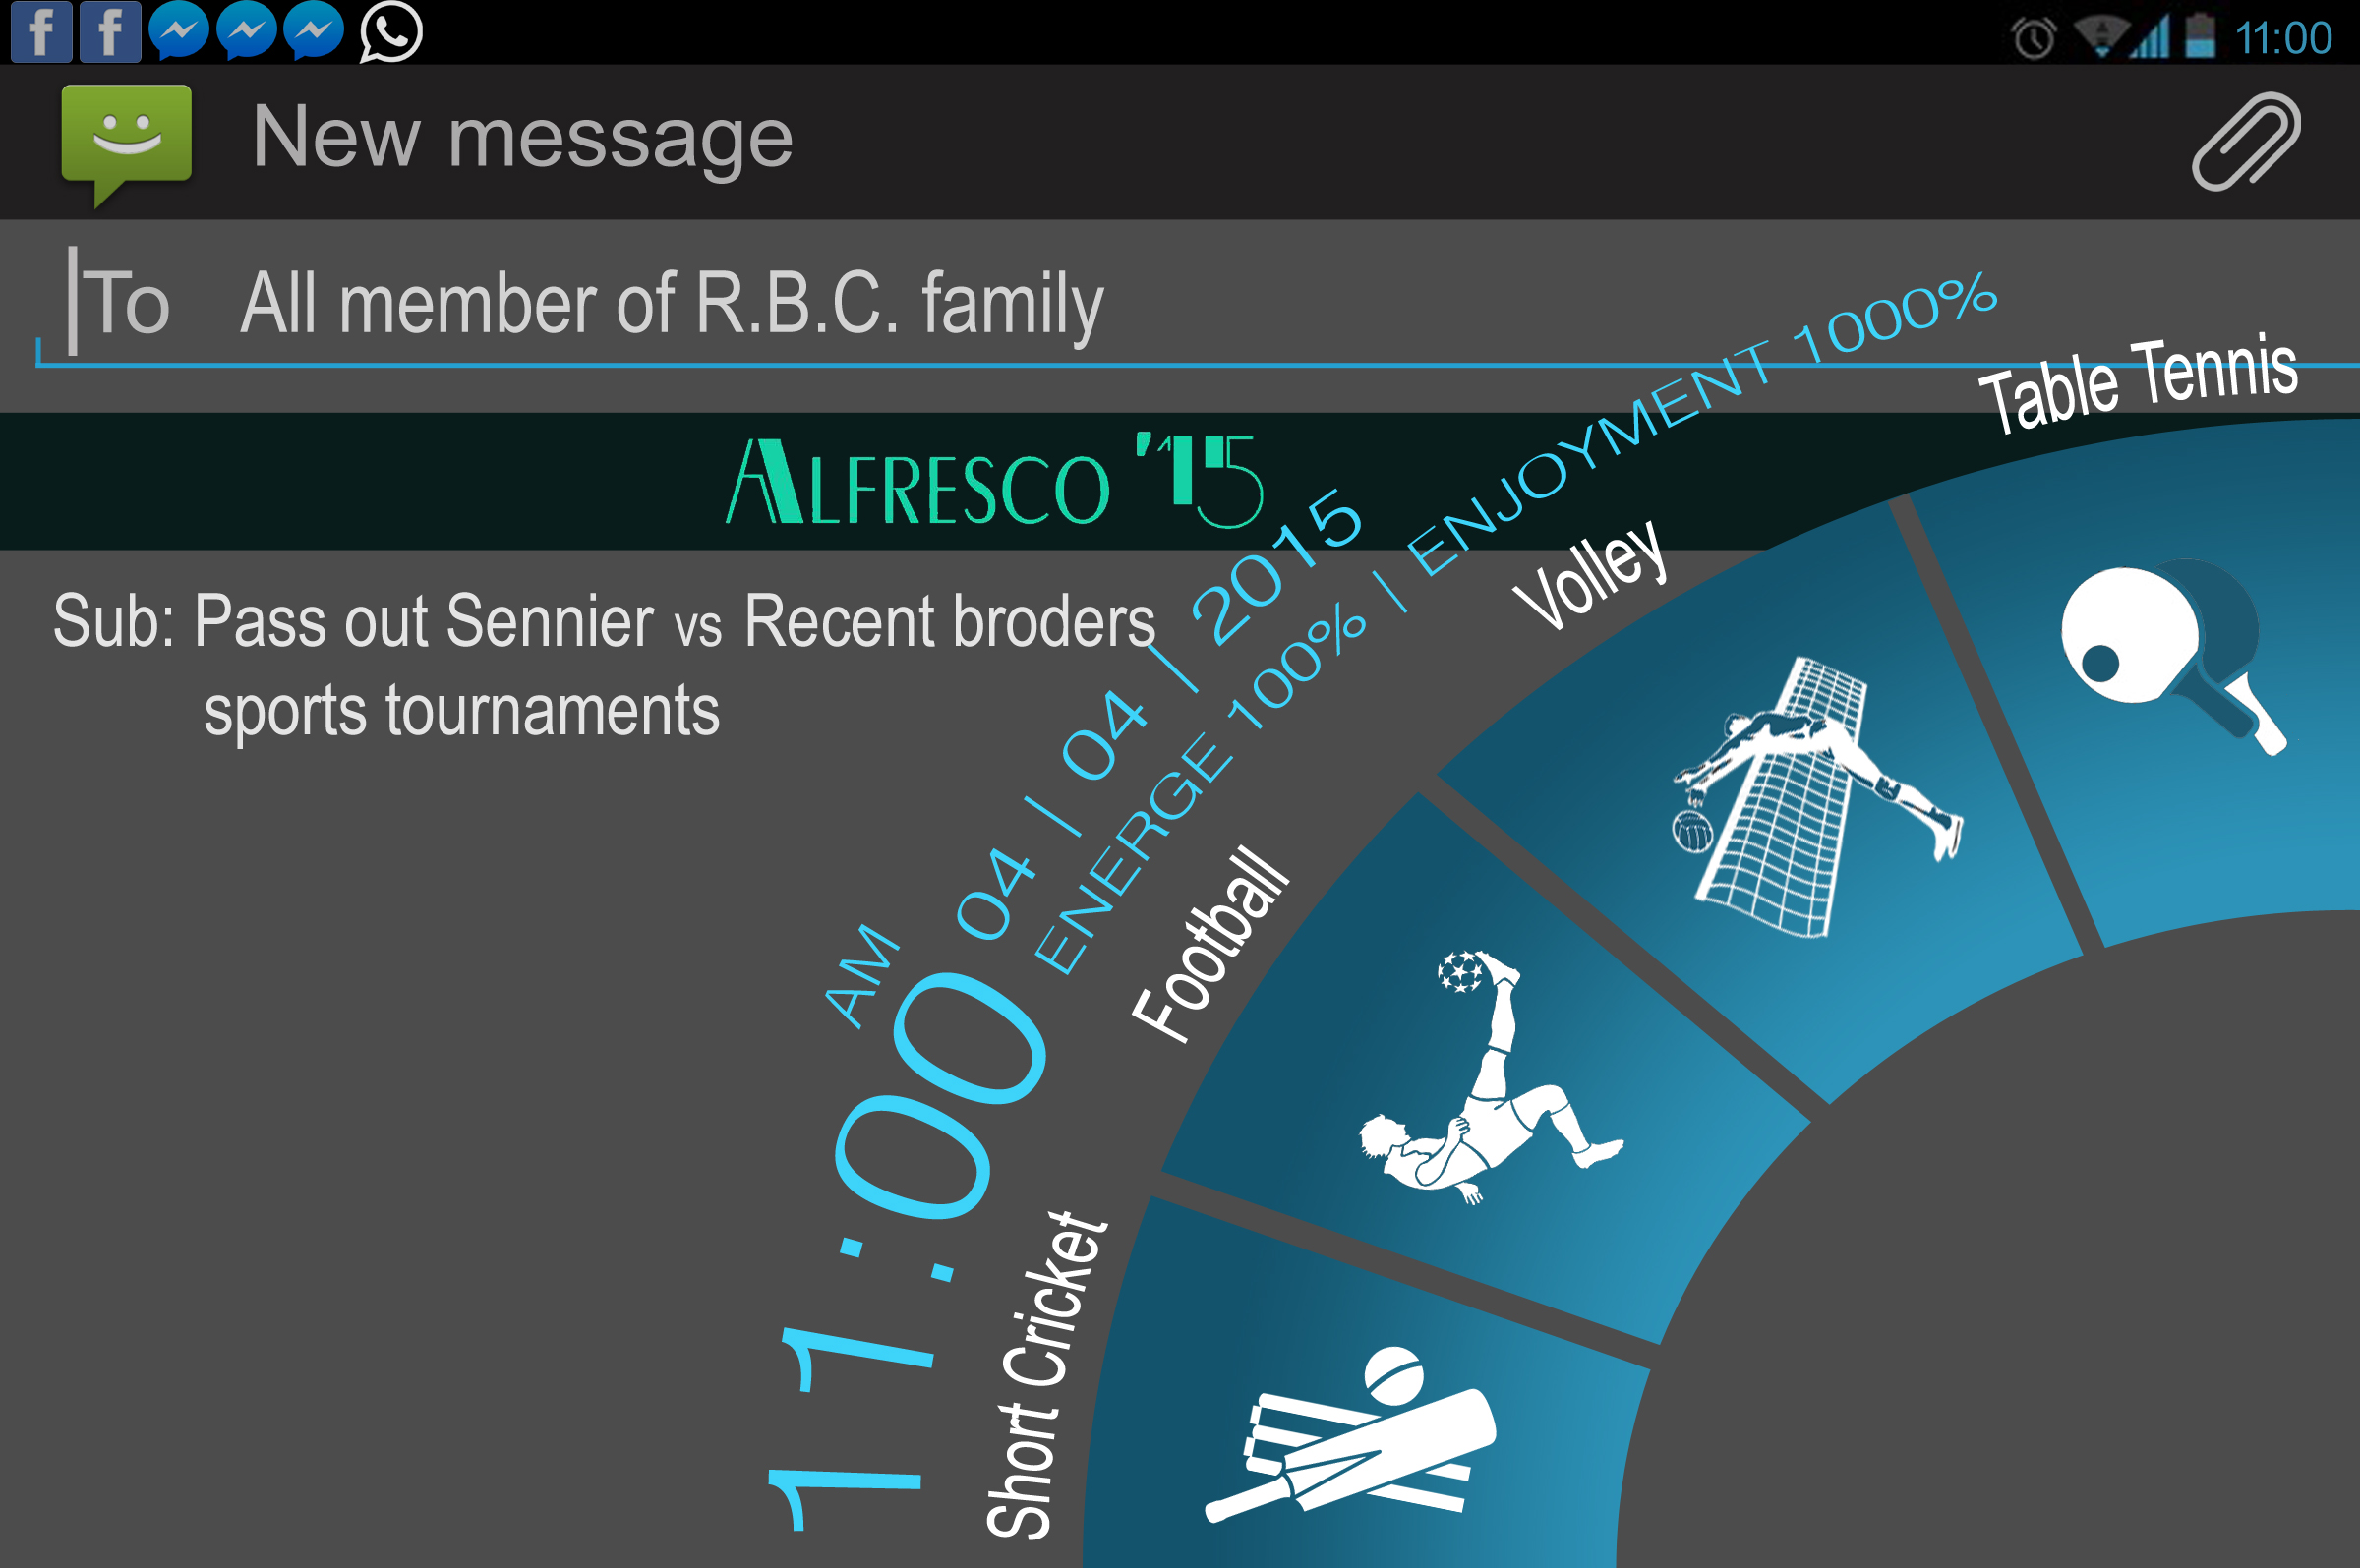 11:00
New message
To All member of R.B.C. family
ALFRESCO '15
Sub: Pass out Sennier vs Recent broders
sports tournaments
11:00 AM 04 | 04 | 2015
ENERGE 100% | ENJOYMENT 1000%
Short Cricket
Football
Volley
Table Tennis